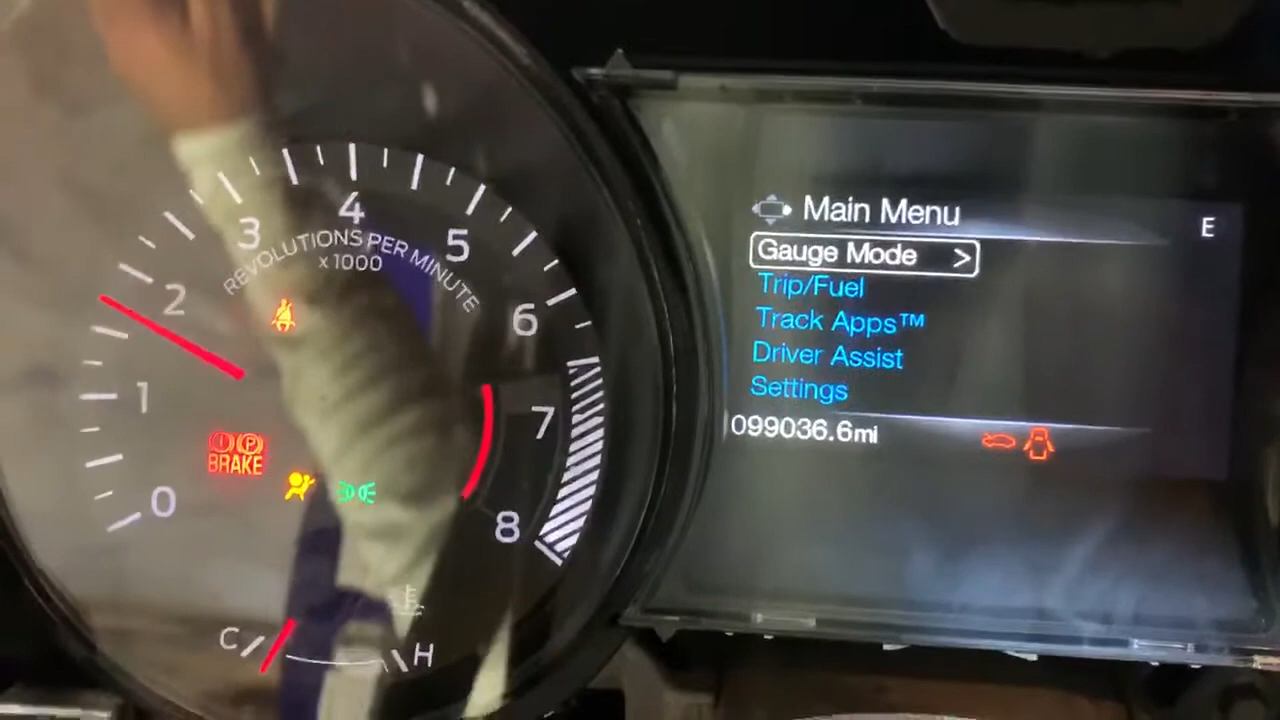 4
3
5
REVOLUTIONS PER MINUTE
x1000
2
6
1
7
BRAKE
P
0
8
C
H
Main Menu
E
Gauge Mode >
Trip/Fuel
Track Apps™
Driver Assist
Settings
099036.6mi